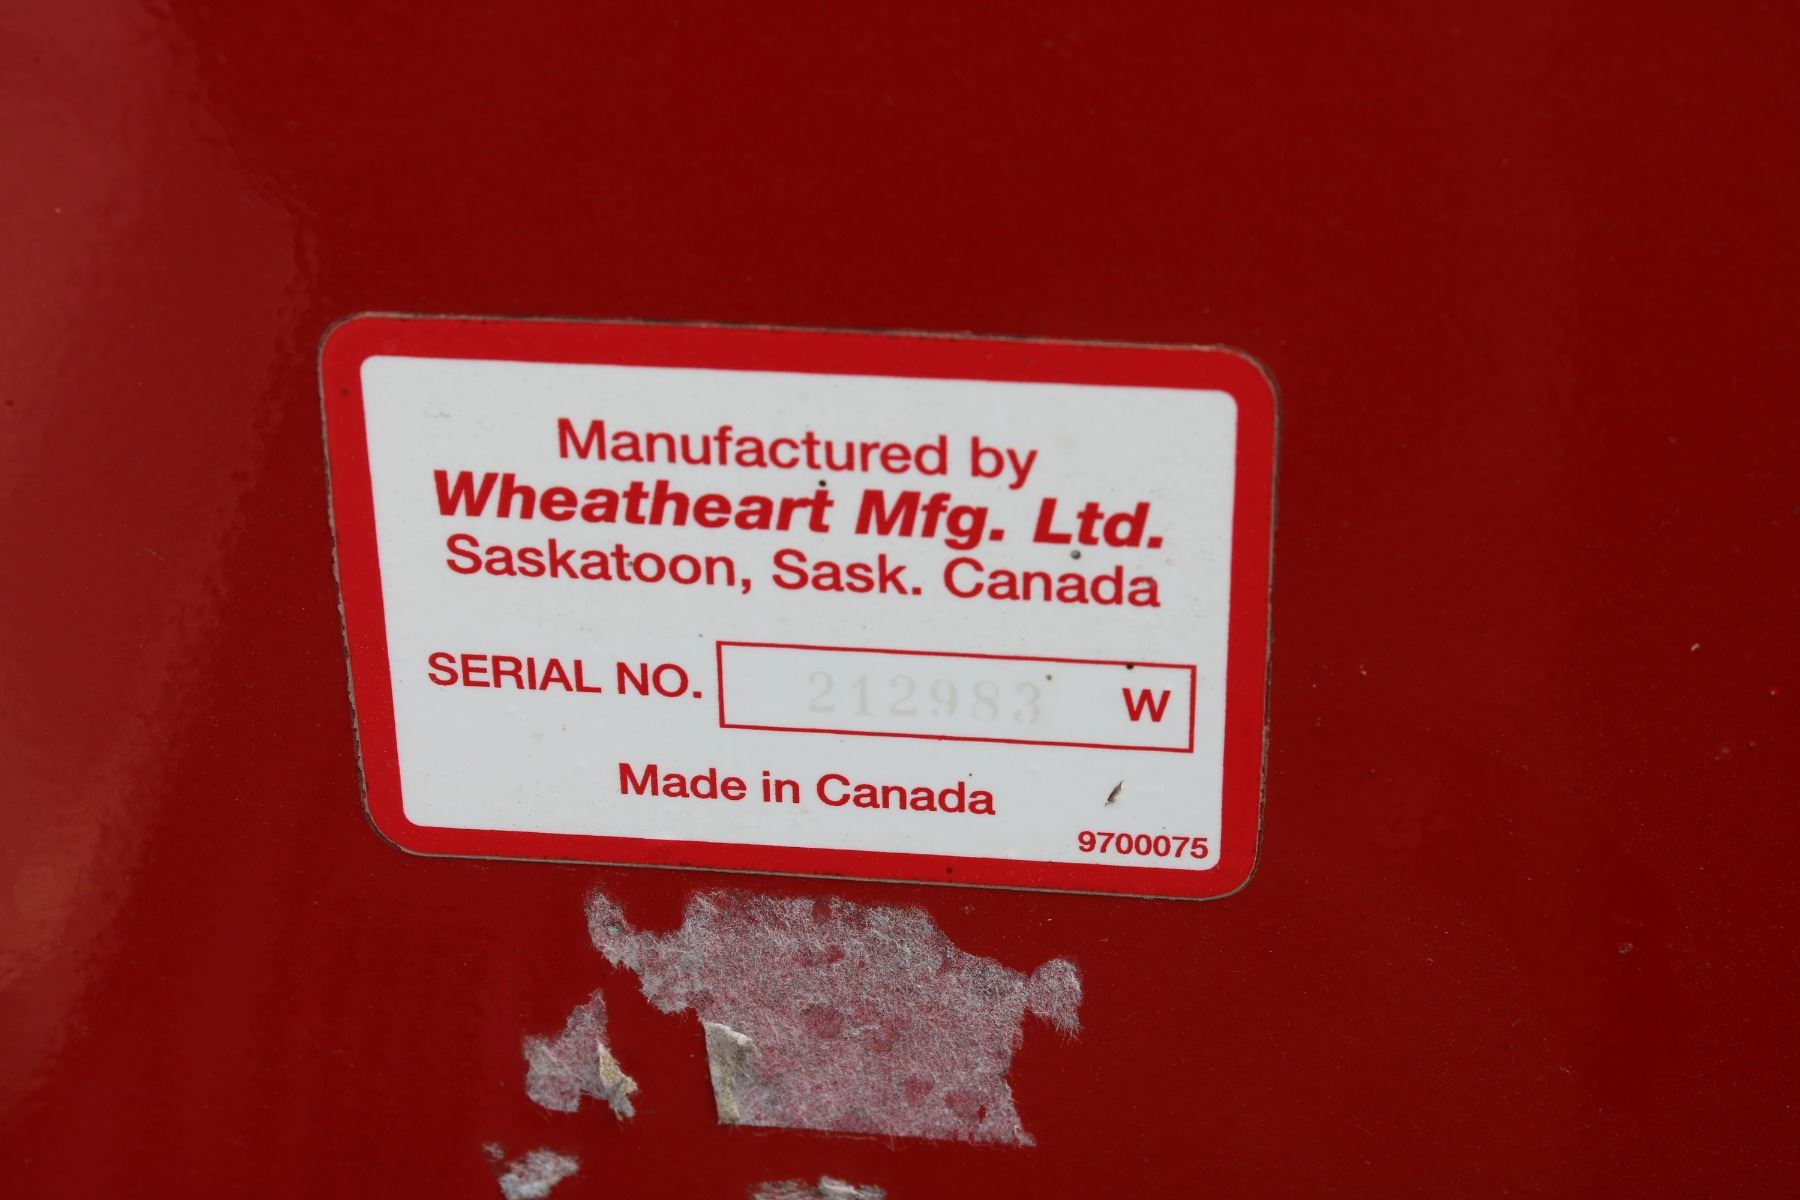 Manufactured by
Wheatheart Mfg. Ltd.
Saskatoon, Sask. Canada
SERIAL NO. 212983 W
Made in Canada
9700075